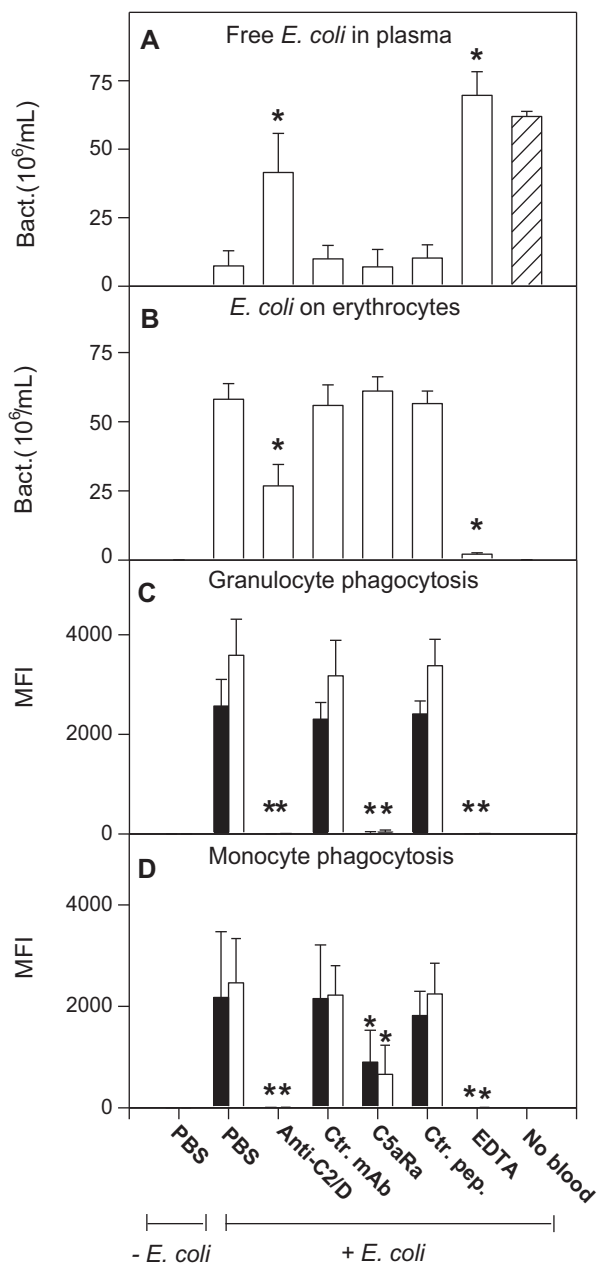 A Free E. coli in plasma
Bact.(10⁶/mL)
75
50
25
0
* *
B E. coli on erythrocytes
Bact.(10⁶/mL)
75
50
25
0
* *
C Granulocyte phagocytosis
MFI
4000
2000
0
** ** **
D Monocyte phagocytosis
MFI
4000
2000
0
** * * **
PBS PBS Anti-C2/D Ctr. mAb C5aRa Ctr. pep. EDTA No blood
- E. coli + E. coli